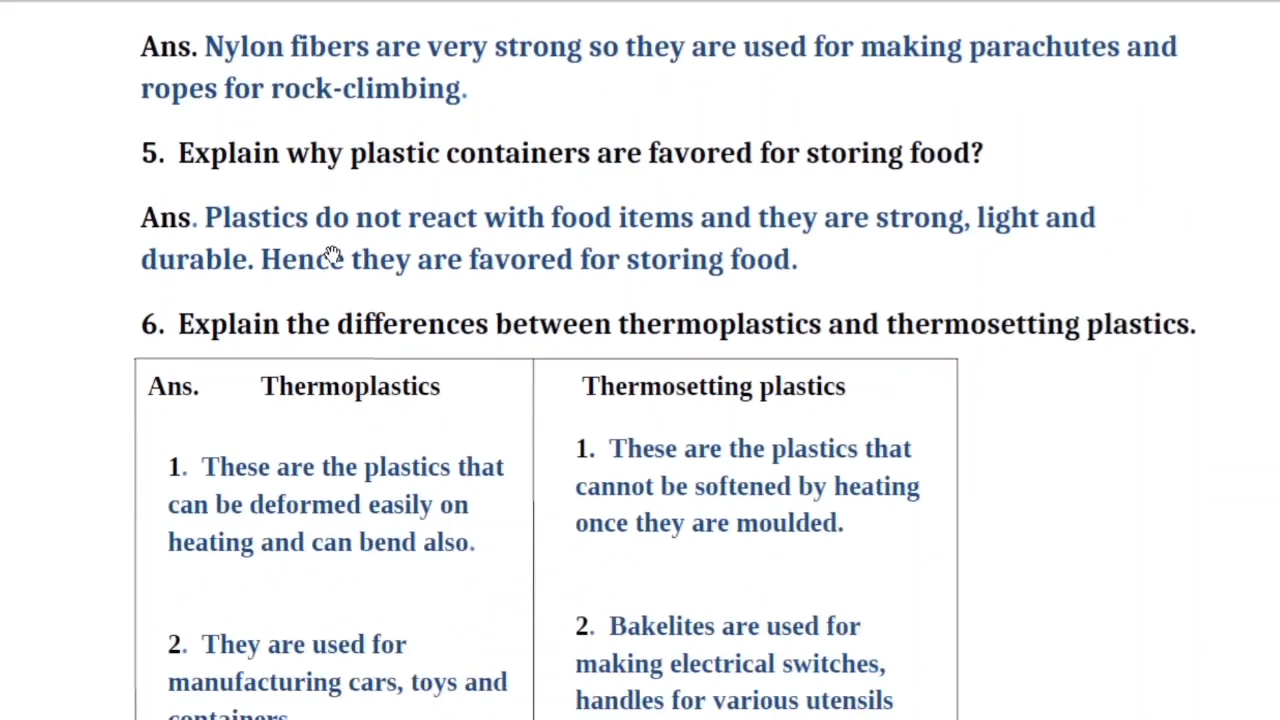 Ans. Nylon fibers are very strong so they are used for making parachutes and
ropes for rock-climbing.
5. Explain why plastic containers are favored for storing food?
Ans. Plastics do not react with food items and they are strong, light and
durable. Hence they are favored for storing food.
6. Explain the differences between thermoplastics and thermosetting plastics.
Ans. Thermoplastics
1. These are the plastics that
can be deformed easily on
heating and can bend also.
2. They are used for
manufacturing cars, toys and
containers
Thermosetting plastics
1. These are the plastics that
cannot be softened by heating
once they are moulded.
2. Bakelites are used for
making electrical switches,
handles for various utensils